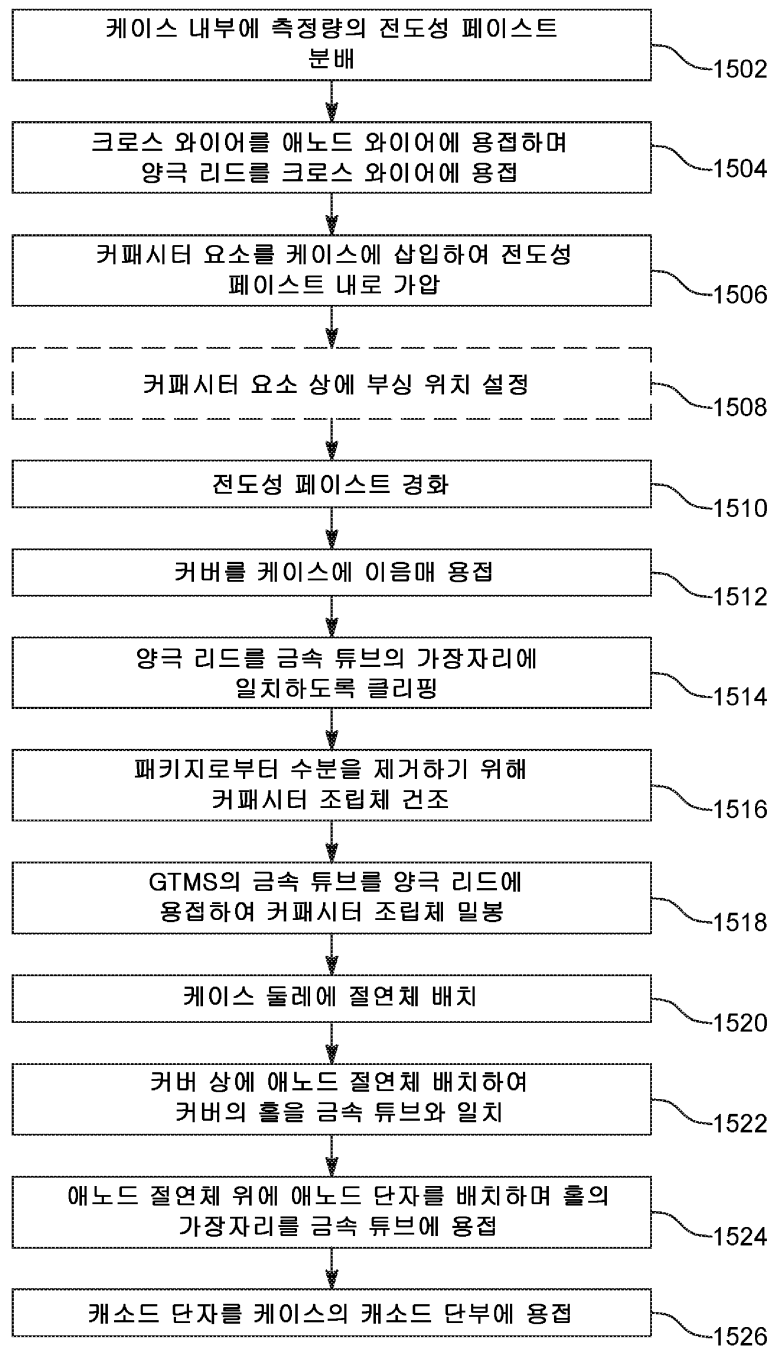 케이스 내부에 측정량의 전도성 페이스트
분배
1502
크로스 와이어를 애노드 와이어에 용접하며
양극 리드를 크로스 와이어에 용접
1504
커패시터 요소를 케이스에 삽입하여 전도성
페이스트 내로 가압
1506
커패시터 요소 상에 부싱 위치 설정
1508
전도성 페이스트 경화
1510
커버를 케이스에 이음매 용접
1512
양극 리드를 금속 튜브의 가장자리에
일치하도록 클리핑
1514
패키지로부터 수분을 제거하기 위해
커패시터 조립체 건조
1516
GTMS의 금속 튜브를 양극 리드에
용접하여 커패시터 조립체 밀봉
1518
케이스 둘레에 절연체 배치
1520
커버 상에 애노드 절연체 배치하여
커버의 홀을 금속 튜브와 일치
1522
애노드 절연체 위에 애노드 단자를 배치하며 홀의
가장자리를 금속 튜브에 용접
1524
캐소드 단자를 케이스의 캐소드 단부에 용접
1526